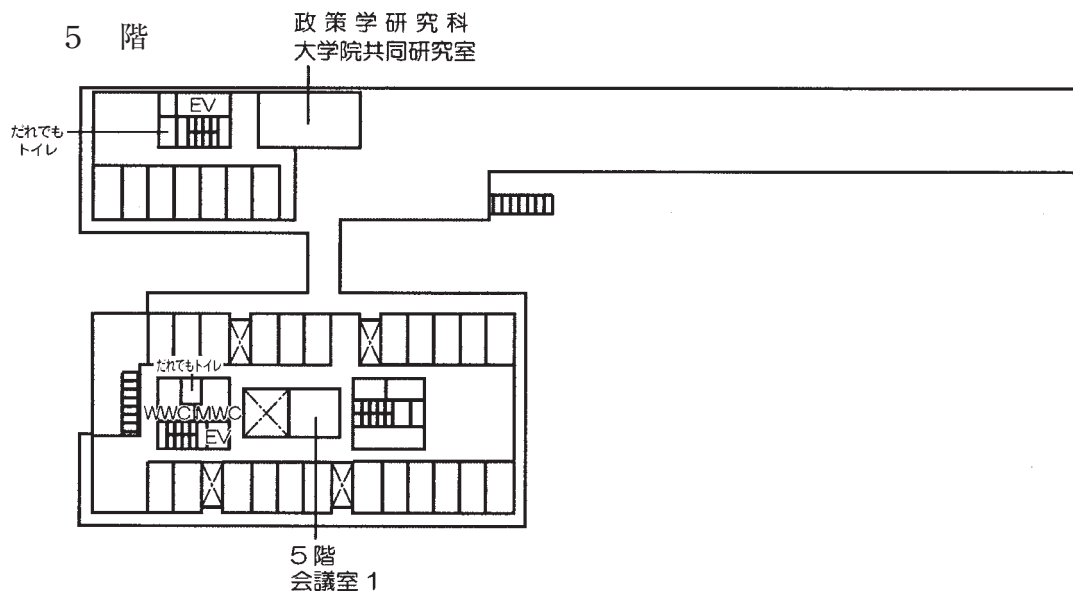 5 階
政策学研究科
大学院共同研究室
EV
だれでも
トイレ
だれでもトイレ
WWC MWC
EV
5階
会議室1